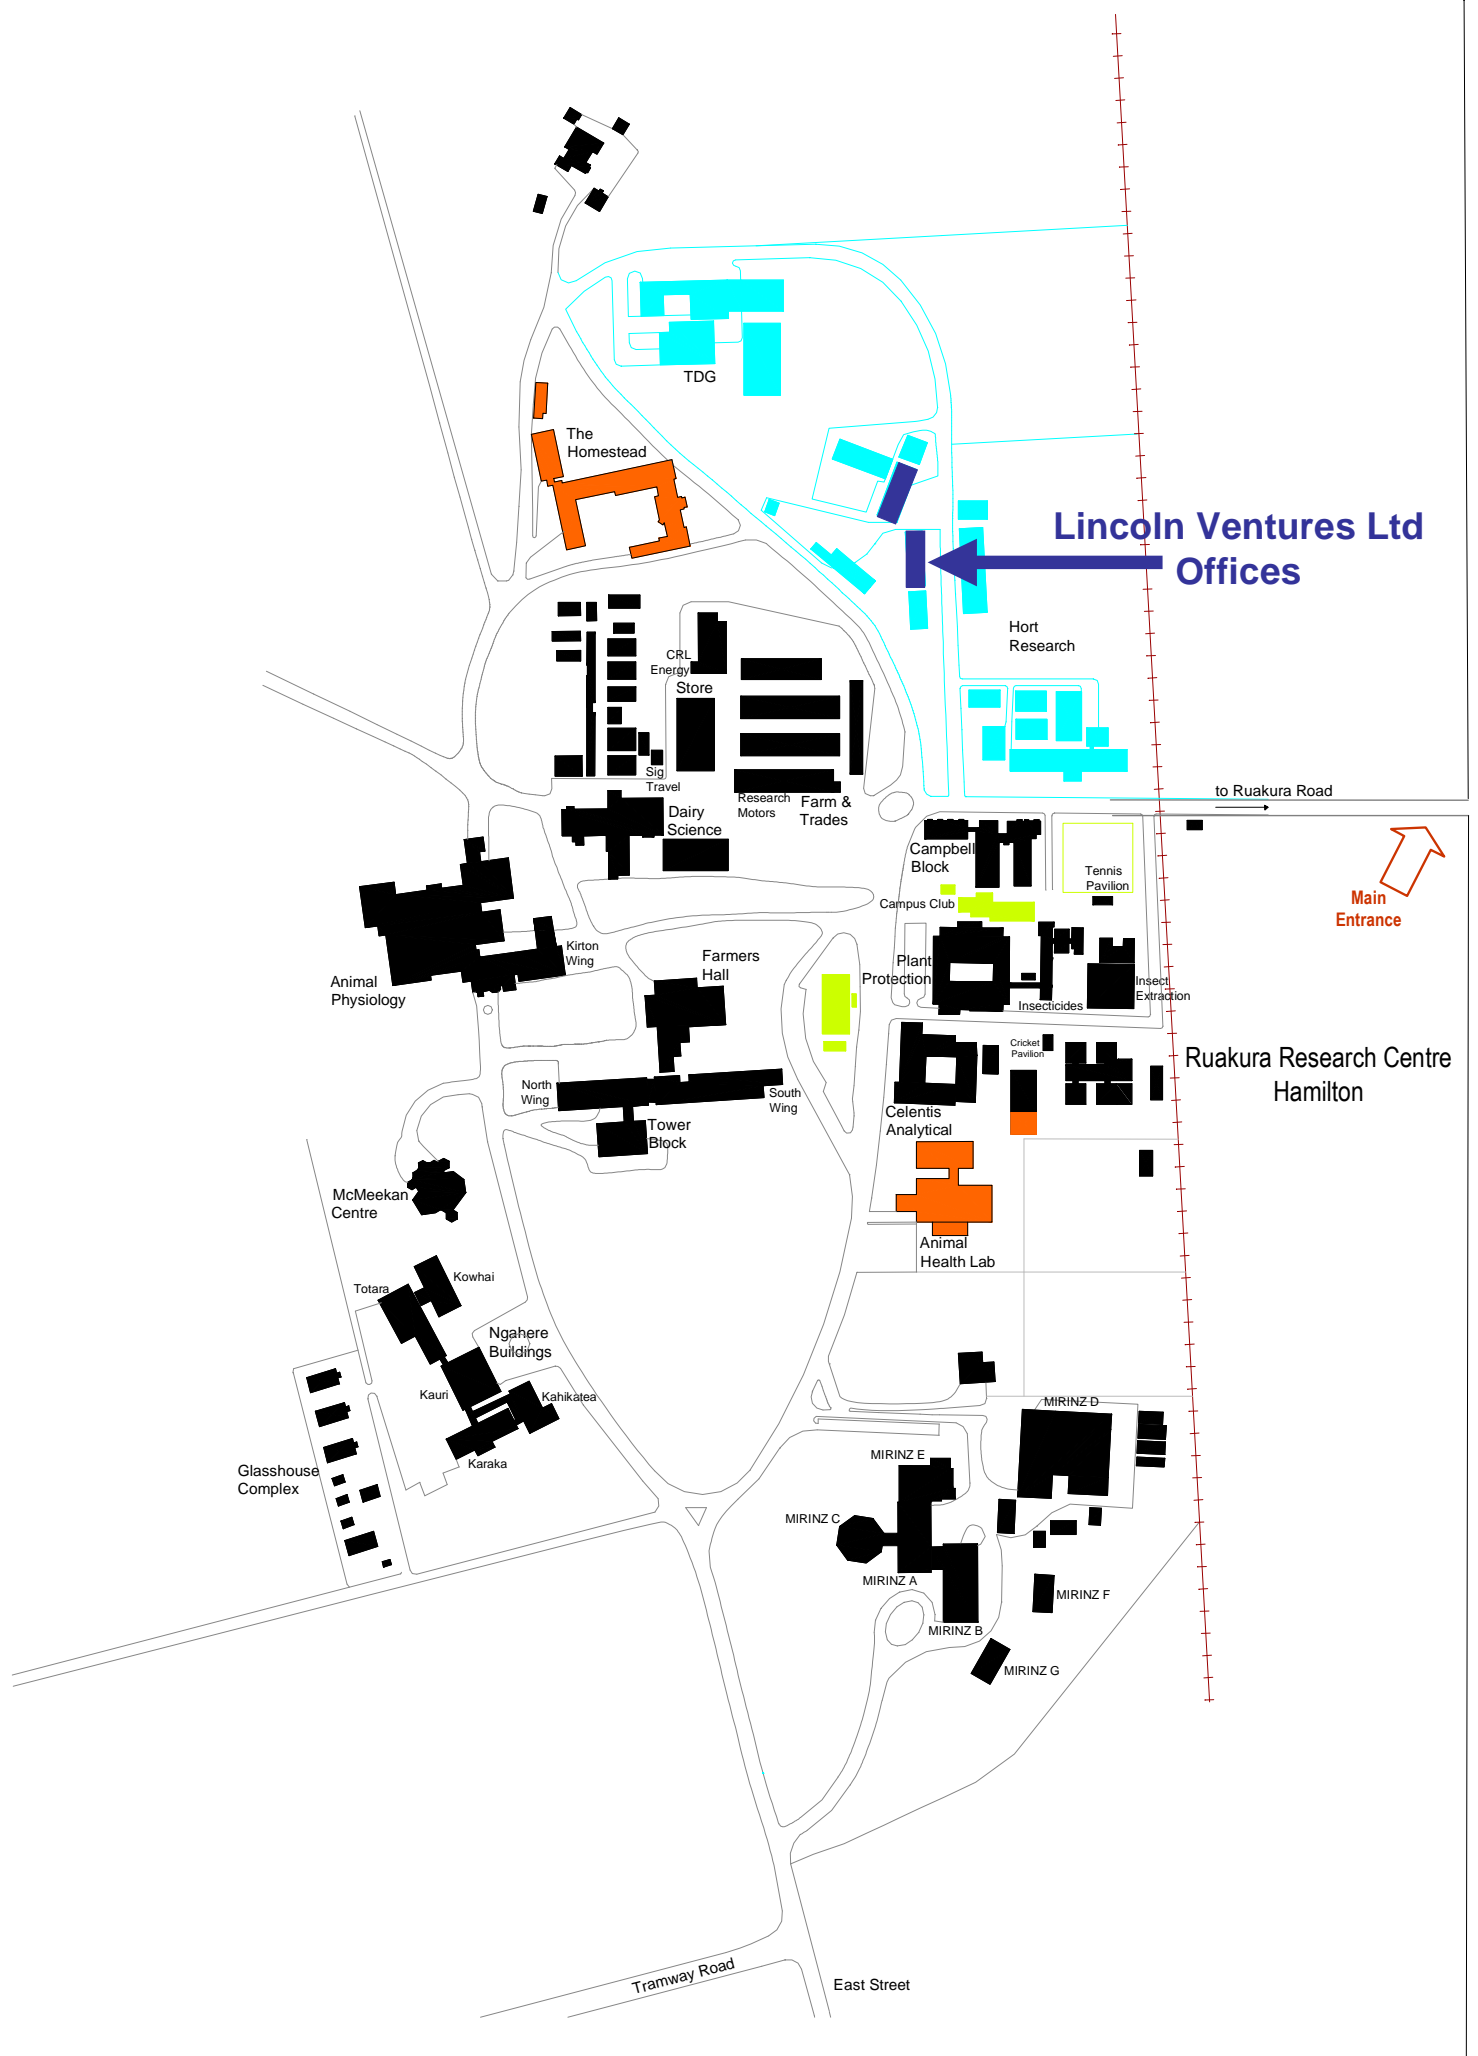 TDG
The
Homestead
Lincoln Ventures Ltd
Offices
Hort
Research
CRL
Energy
Store
Sig
Travel
Research
Motors
Farm &
Trades
to Ruakura Road
Dairy
Science
Campbell
Block
Tennis
Pavilion
Main
Entrance
Campus Club
Kirton
Wing
Farmers
Hall
Plant
Protection
Animal
Physiology
Insecticides
Insect
Extraction
Cricket
Pavilion
Ruakura Research Centre
Hamilton
North
Wing
South
Wing
Tower
Block
Celentis
Analytical
McMeekan
Centre
Animal
Health Lab
Kowhai
Totara
Ngahere
Buildings
Kauri
Kahikatea
Karaka
Glasshouse
Complex
MIRINZ D
MIRINZ E
MIRINZ C
MIRINZ A
MIRINZ F
MIRINZ B
MIRINZ G
Tramway Road
East Street